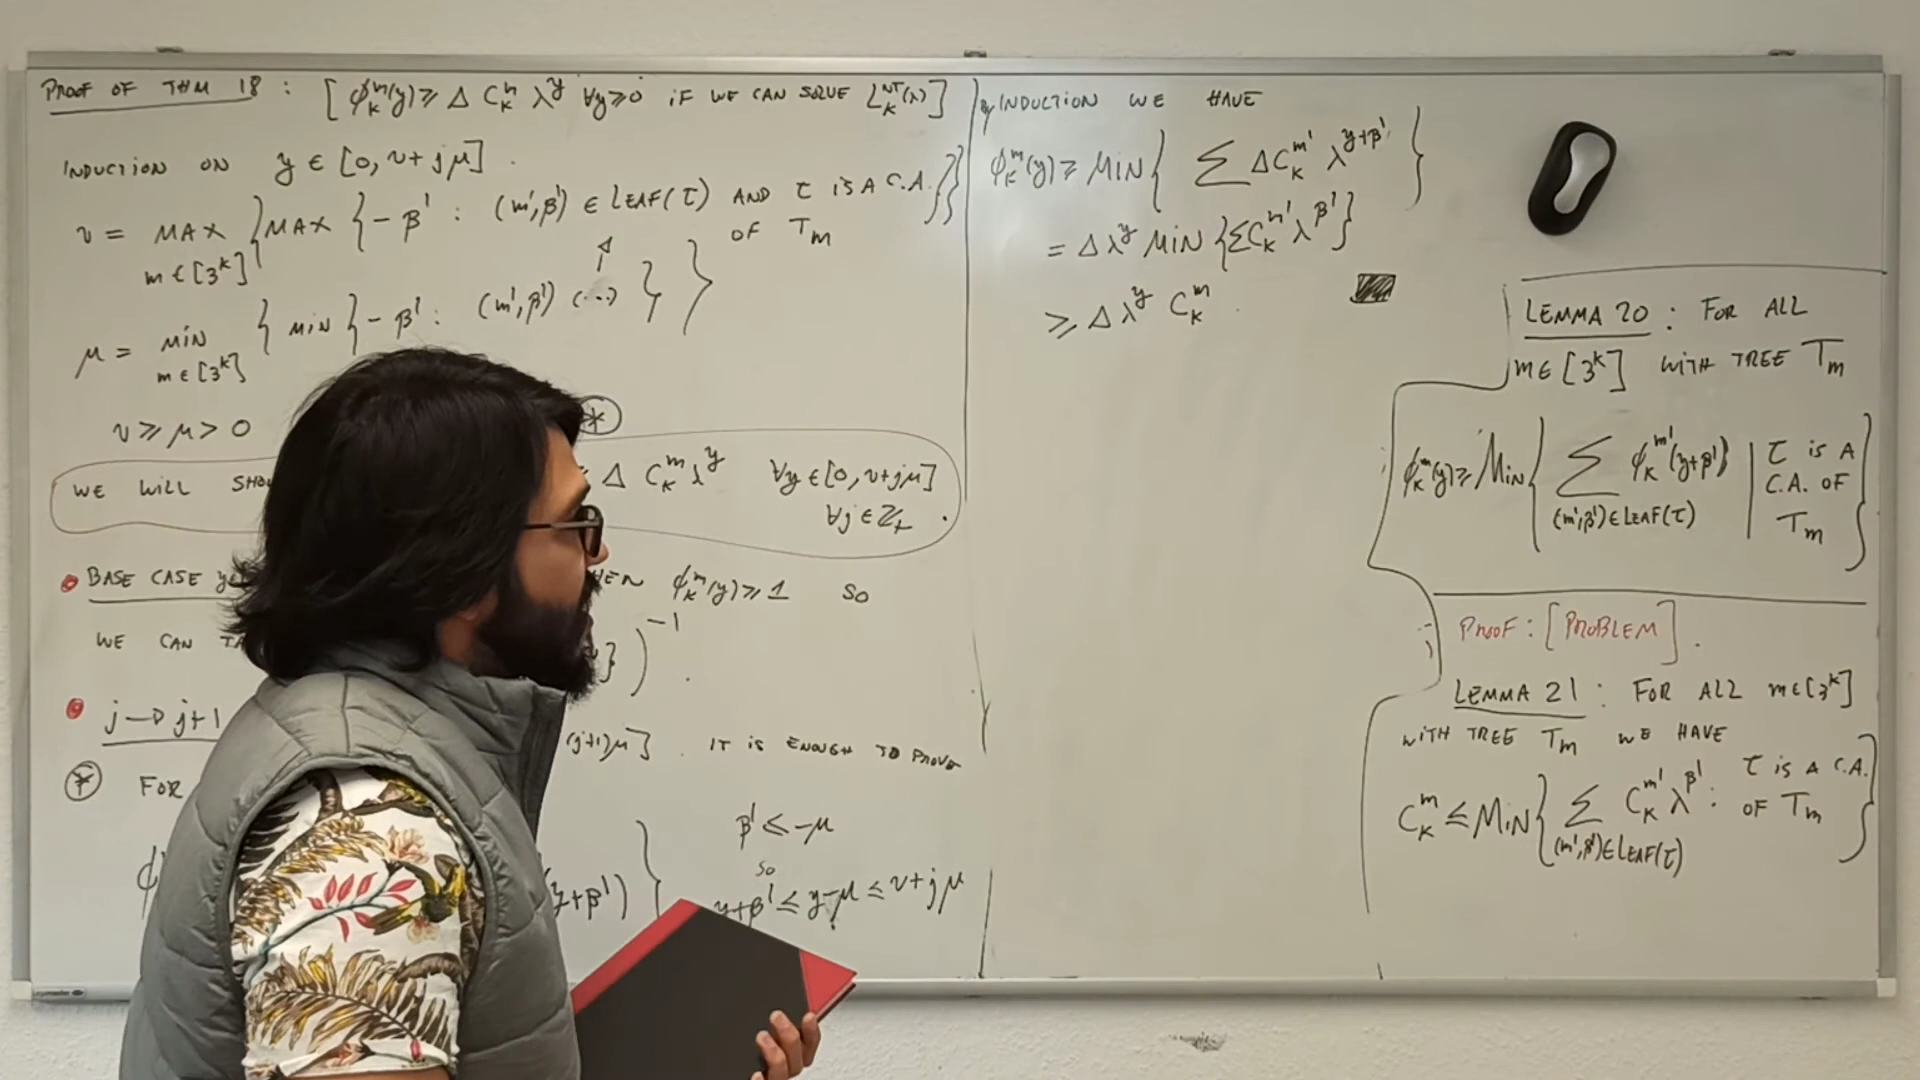 PROOF OF THM 18 : [ ϕ_k^m(y) ≥ Δ C_k^m λ^y ∀y≥0 IF WE CAN SOLVE L_k^NT(λ) ]
INDUCTION ON y ∈ [0, ν+jμ] .
ν = MAX { MAX { - β' : (m',β') ∈ LEAF(τ) AND τ IS A C.A. }}
m ∈ [3^k] OF T_m
μ = MIN { MIN { - β' : (m',β') (...) } }
m ∈ [3^k]
ν ≥ μ > 0
WE WILL Δ C_k^m λ^y ∀y ∈ [0, ν+jμ]
∀j ∈ ℤ_+ .
BASE CASE ϕ_k^m(y) ≥ 1 SO
WE CAN } )^-1 .
j → j+1 (j+1)μ] . IT IS ENOUGH TO PROVE
FOR
β' ≤ -μ
SO
ϕ +β') } y+β' ≤ y-μ ≤ ν+jμ
BY INDUCTION WE HAVE
ϕ_k^m(y) ≥ MIN { Σ Δ C_k^m' λ^y+β' }
= Δ λ^y MIN { Σ C_k^m' λ^β' }
≥ Δ λ^y C_k^m .
LEMMA 20 : FOR ALL
m ∈ [3^k] WITH TREE T_m
ϕ_k^m(y) ≥ MIN { Σ ϕ_k^m'(y+β') | τ IS A
C.A. OF
(m',β') ∈ LEAF(τ) T_m }
PROOF : [PROBLEM] .
LEMMA 21 : FOR ALL m ∈ [3^k]
WITH TREE T_m WE HAVE
C_k^m ≤ MIN { Σ C_k^m' λ^β' : τ IS A C.A.
OF T_m }
(m',β') ∈ LEAF(τ)